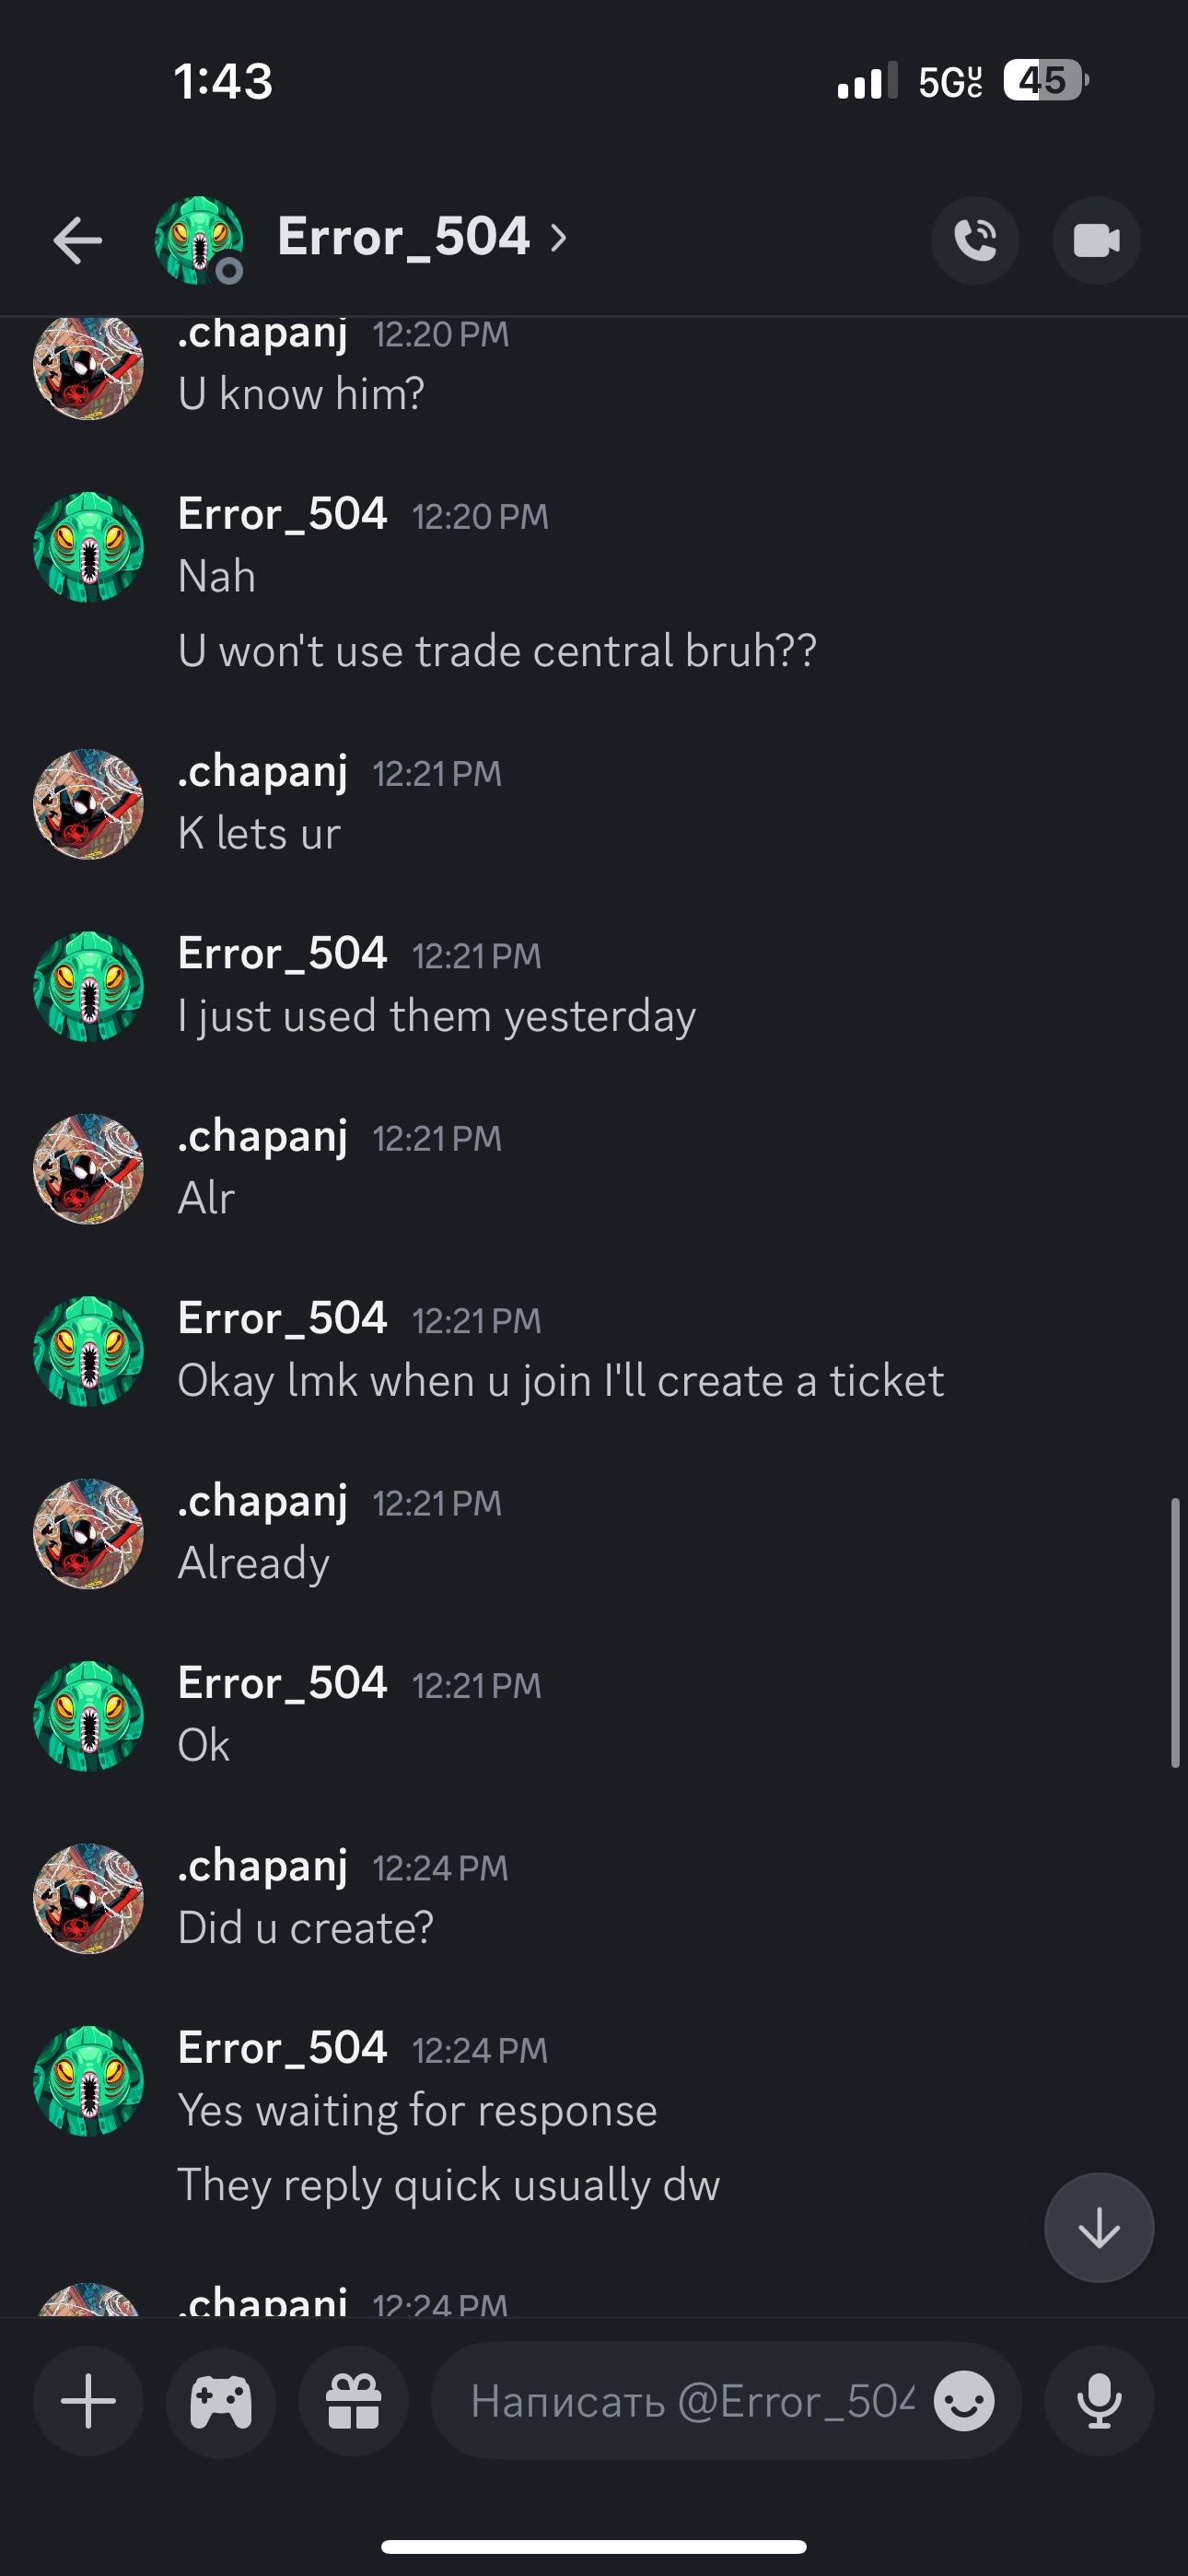 1:43
5G UC 45
Error_504
.chapanj 12:20 PM
U know him?
Error_504 12:20 PM
Nah
U won't use trade central bruh??
.chapanj 12:21 PM
K lets ur
Error_504 12:21 PM
I just used them yesterday
.chapanj 12:21 PM
Alr
Error_504 12:21 PM
Okay lmk when u join I'll create a ticket
.chapanj 12:21 PM
Already
Error_504 12:21 PM
Ok
.chapanj 12:24 PM
Did u create?
Error_504 12:24 PM
Yes waiting for response
They reply quick usually dw
.chapanj 12:24 PM
Написать @Error_504